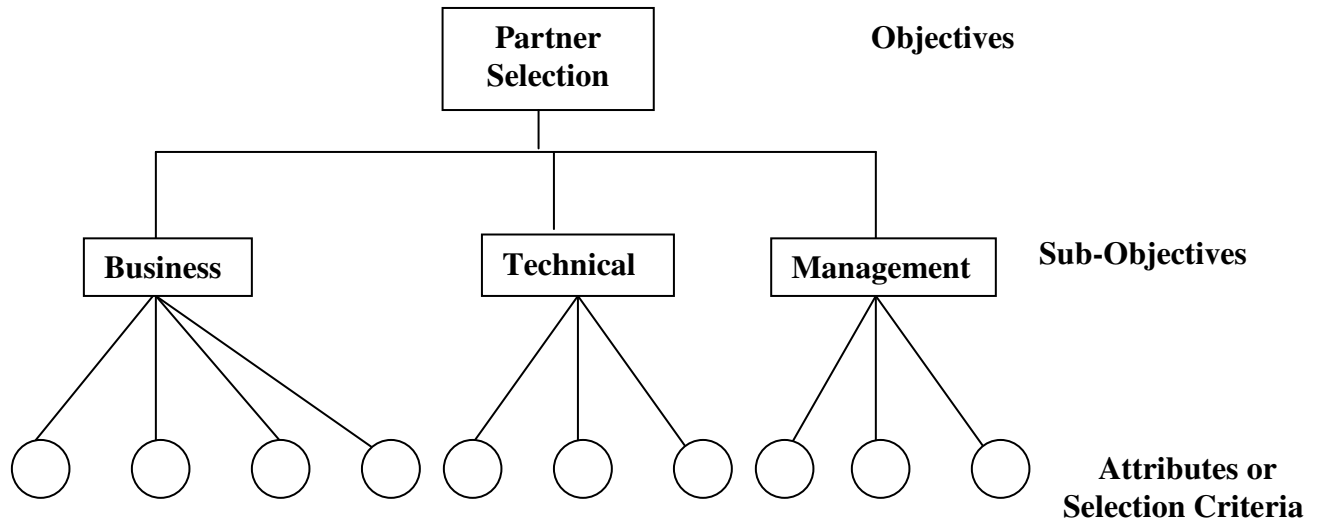 Partner
Selection
Objectives
Business
Technical
Management
Sub-Objectives
Attributes or
Selection Criteria